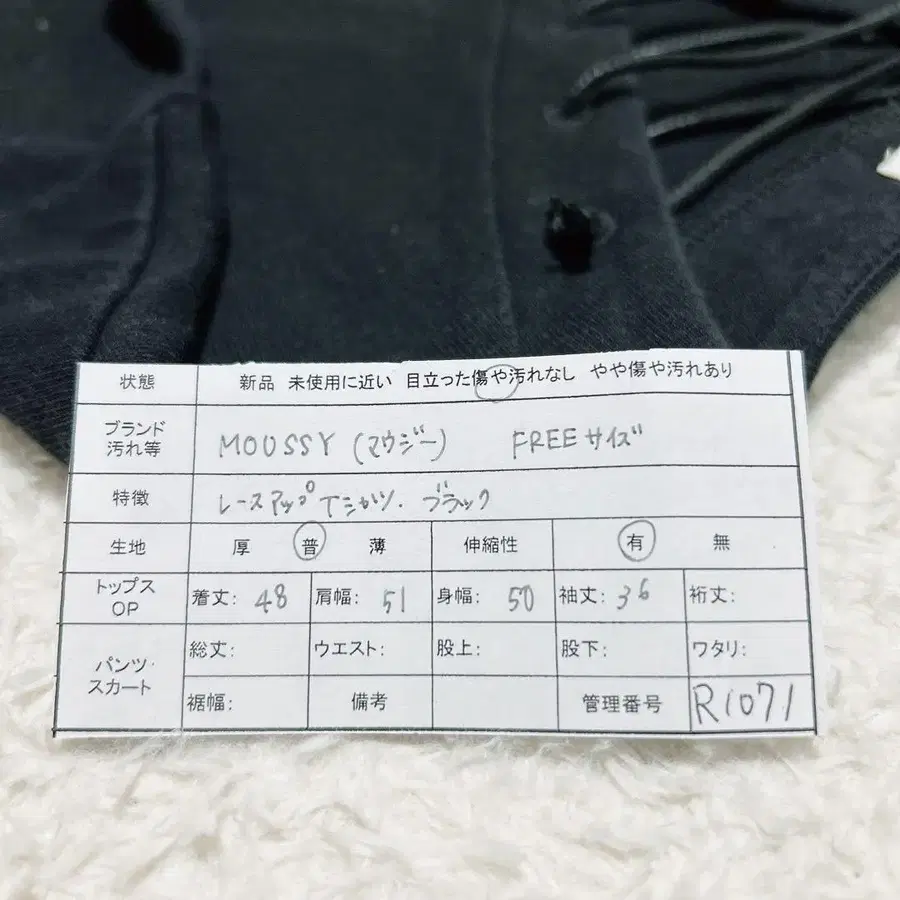 状態 新品 未使用に近い 目立った傷や汚れなし やや傷や汚れあり
ブランド
汚れ等 MOUSSY (マウジー) FREEサイズ
特徴 レースアップTシャツ. ブラック
生地 厚 普 薄 伸縮性 有 無
トップス
OP 着丈: 48 肩幅: 51 身幅: 50 袖丈: 36 裄丈:
パンツ・
スカート 総丈: ウエスト: 股上: 股下: ワタリ:
裾幅: 備考 管理番号 R1071